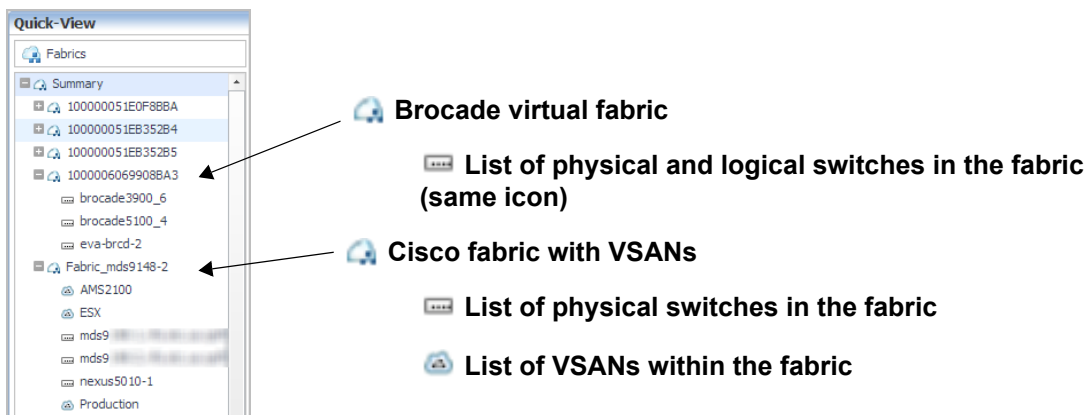 Quick-View
Fabrics
Summary
100000051E0F8BBA
100000051EB352B4
100000051EB352B5
1000006069908BA3
brocade3900_6
brocade5100_4
eva-brcd-2
Fabric_mds9148-2
AMS2100
ESX
mds9
mds9
nexus5010-1
Production
Brocade virtual fabric
List of physical and logical switches in the fabric
(same icon)
Cisco fabric with VSANs
List of physical switches in the fabric
List of VSANs within the fabric